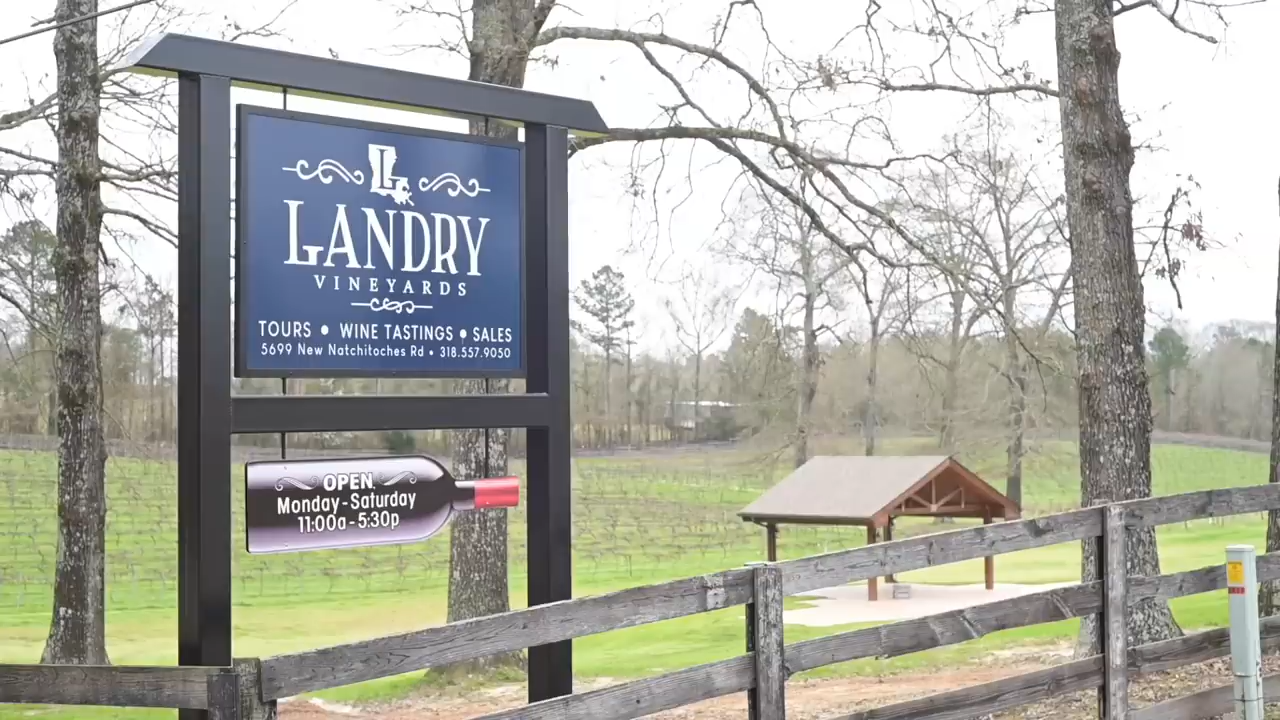 L
LANDRY
VINEYARDS
TOURS • WINE TASTINGS • SALES
5699 New Natchitoches Rd • 318.557.9050
OPEN
Monday-Saturday
11:00a-5:30p